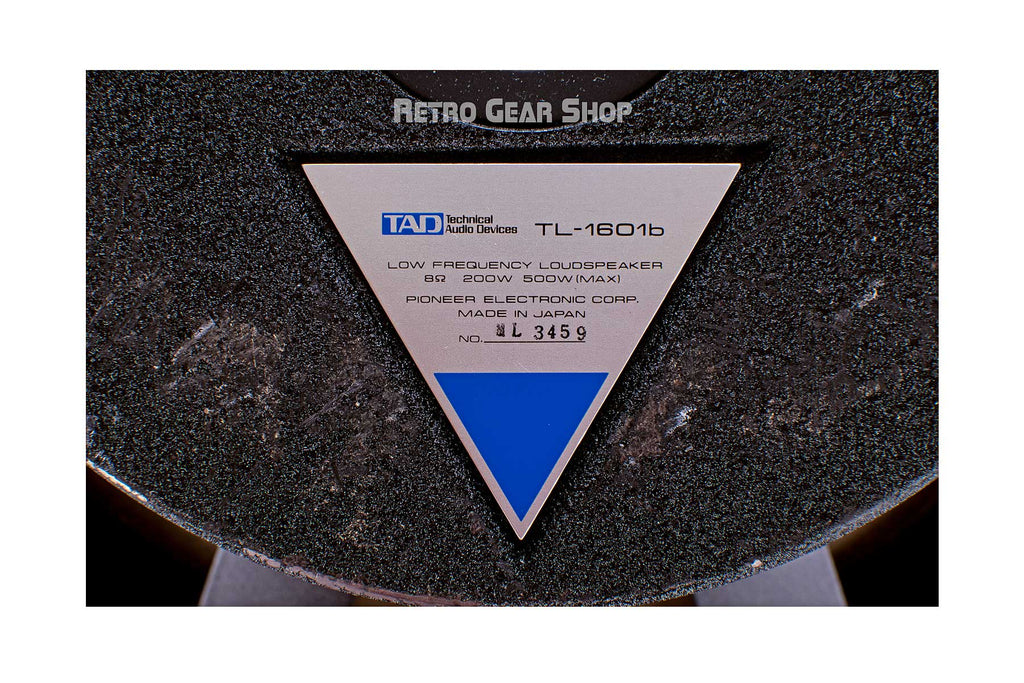 RETRO GEAR SHOP
TAD Technical Audio Devices TL-1601b
LOW FREQUENCY LOUDSPEAKER
8Ω 200W 500W (MAX)
PIONEER ELECTRONIC CORP.
MADE IN JAPAN
NO. L 3459